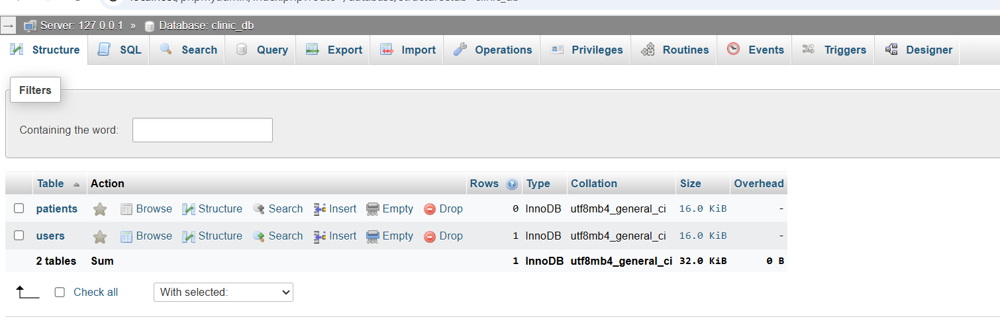 Server: 127.0.0.1 » Database: clinic_db
Structure SQL Search Query Export Import Operations Privileges Routines Events Triggers Designer
Filters
Containing the word:
Table Action Rows Type Collation Size Overhead
patients Browse Structure Search Insert Empty Drop 0 InnoDB utf8mb4_general_ci 16.0 KiB -
users Browse Structure Search Insert Empty Drop 1 InnoDB utf8mb4_general_ci 16.0 KiB -
2 tables Sum 1 InnoDB utf8mb4_general_ci 32.0 KiB 0 B
Check all With selected: